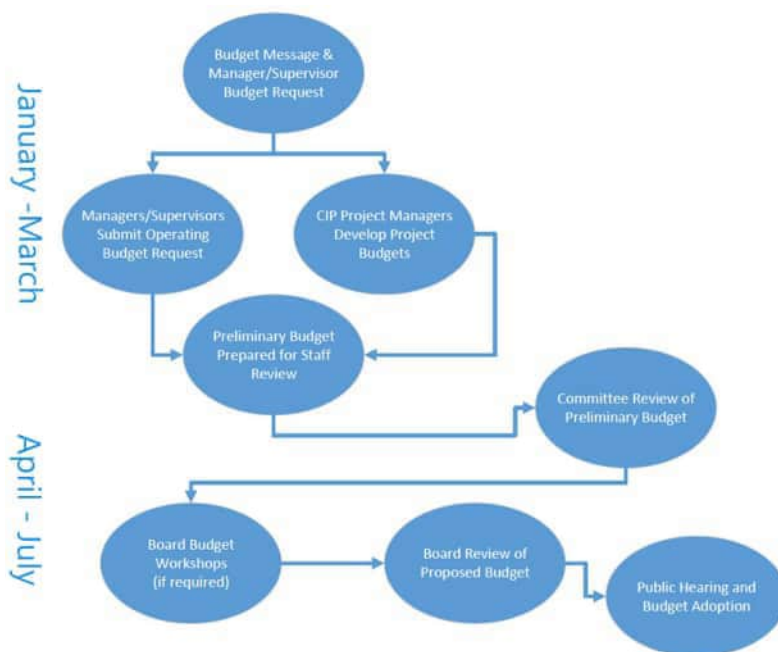 January -March
Budget Message &
Manager/Supervisor
Budget Request
Managers/Supervisors
Submit Operating
Budget Request
CIP Project Managers
Develop Project
Budgets
Preliminary Budget
Prepared for Staff
Review
Committee Review of
Preliminary Budget
April - July
Board Budget
Workshops
(if required)
Board Review of
Proposed Budget
Public Hearing and
Budget Adoption